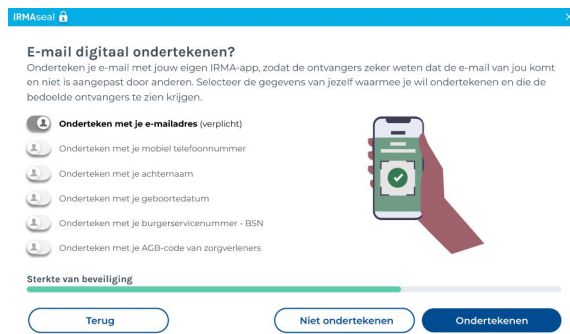 IRMAseal
E-mail digitaal ondertekenen?
Onderteken je e-mail met jouw eigen IRMA-app, zodat de ontvangers zeker weten dat de e-mail van jou komt
en niet is aangepast door anderen. Selecteer de gegevens van jezelf waarmee je wil ondertekenen en die de
bedoelde ontvangers te zien krijgen.
Onderteken met je e-mailadres (verplicht)
Onderteken met je mobiel telefoonnummer
Onderteken met je achternaam
Onderteken met je geboortedatum
Onderteken met je burgerservicenummer - BSN
Onderteken met je AGB-code van zorgverleners
Sterkte van beveiliging
Terug
Niet ondertekenen
Ondertekenen